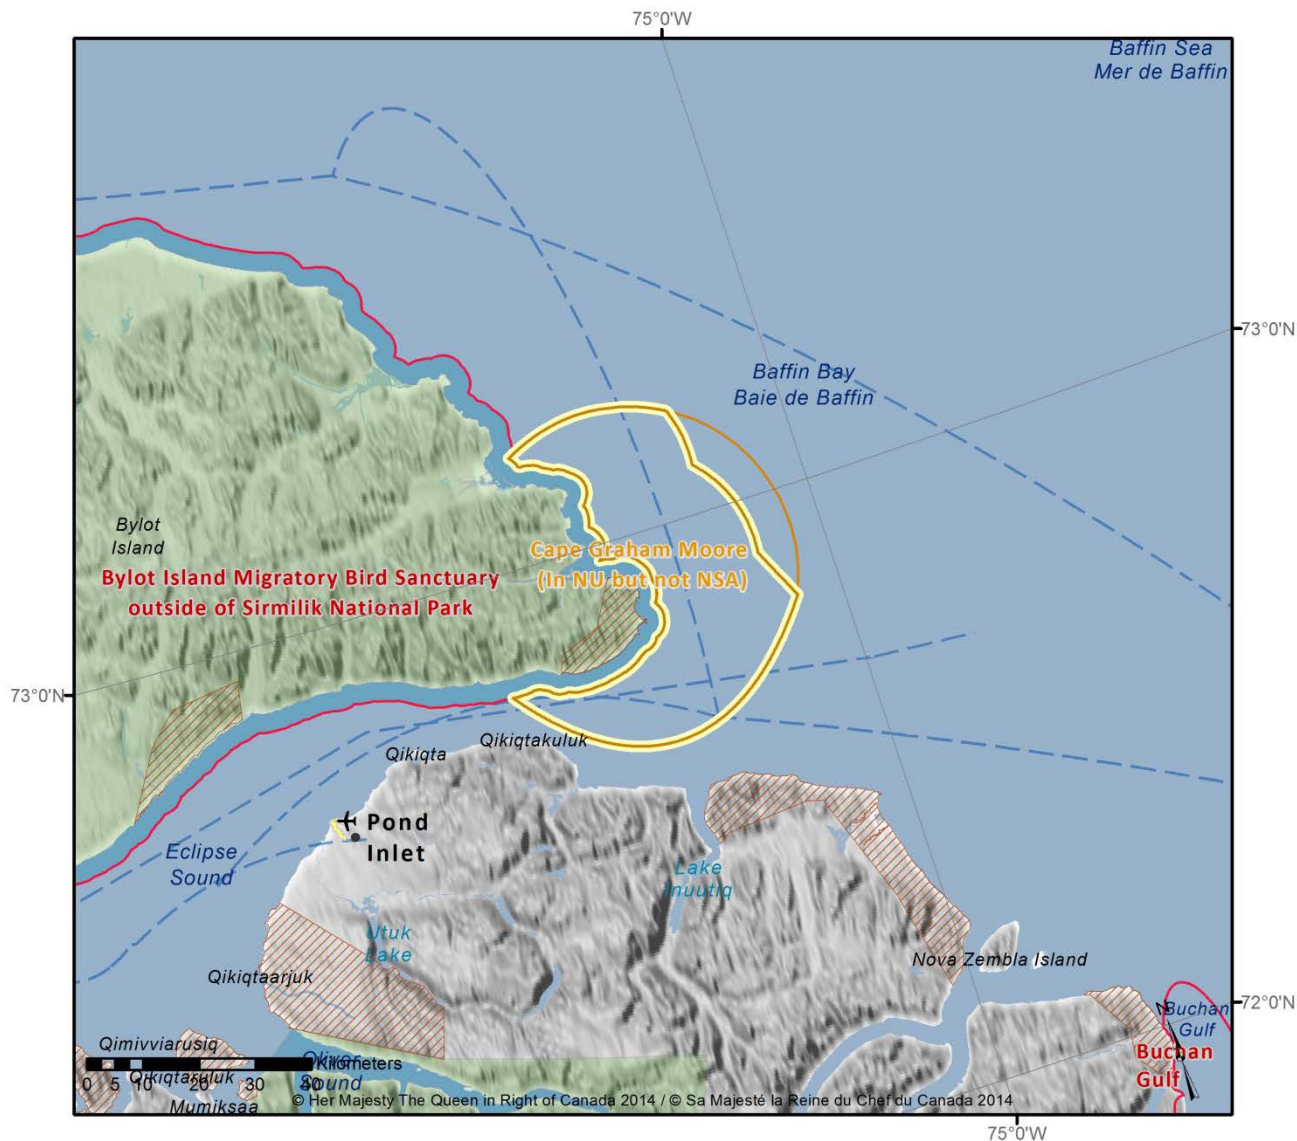 75°0'W
Baffin Sea
Mer de Baffin
73°0'N
Baffin Bay
Baie de Baffin
Bylot
Island
Cape Graham Moore
(In NU but not NSA)
Bylot Island Migratory Bird Sanctuary
outside of Sirmilik National Park
73°0'N
Qikiqta
Qikiqtakuluk
Pond
Inlet
Eclipse
Sound
Lake
Inuutiq
Utuk
Lake
Qikiqtaarjuk
Nova Zembla Island
72°0'N
Buchan
Gulf
Buchan
Gulf
Qimivviarusiq
Kilometers
0 5 10 20 30 40
Qikiqtaruluk
Oliver
Sound
Mumiksaa
© Her Majesty The Queen in Right of Canada 2014 / © Sa Majesté la Reine du Chef du Canada 2014
75°0'W